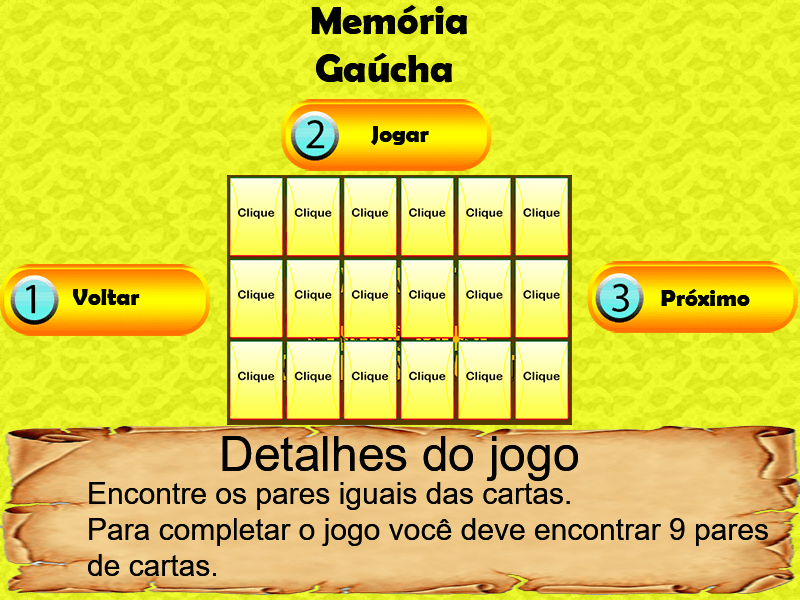 Memória
Gaúcha
2 Jogar
Clique Clique Clique Clique Clique Clique
1 Voltar
Clique Clique Clique Clique Clique Clique
3 Próximo
Clique Clique Clique Clique Clique Clique
Detalhes do jogo
Encontre os pares iguais das cartas.
Para completar o jogo você deve encontrar 9 pares
de cartas.